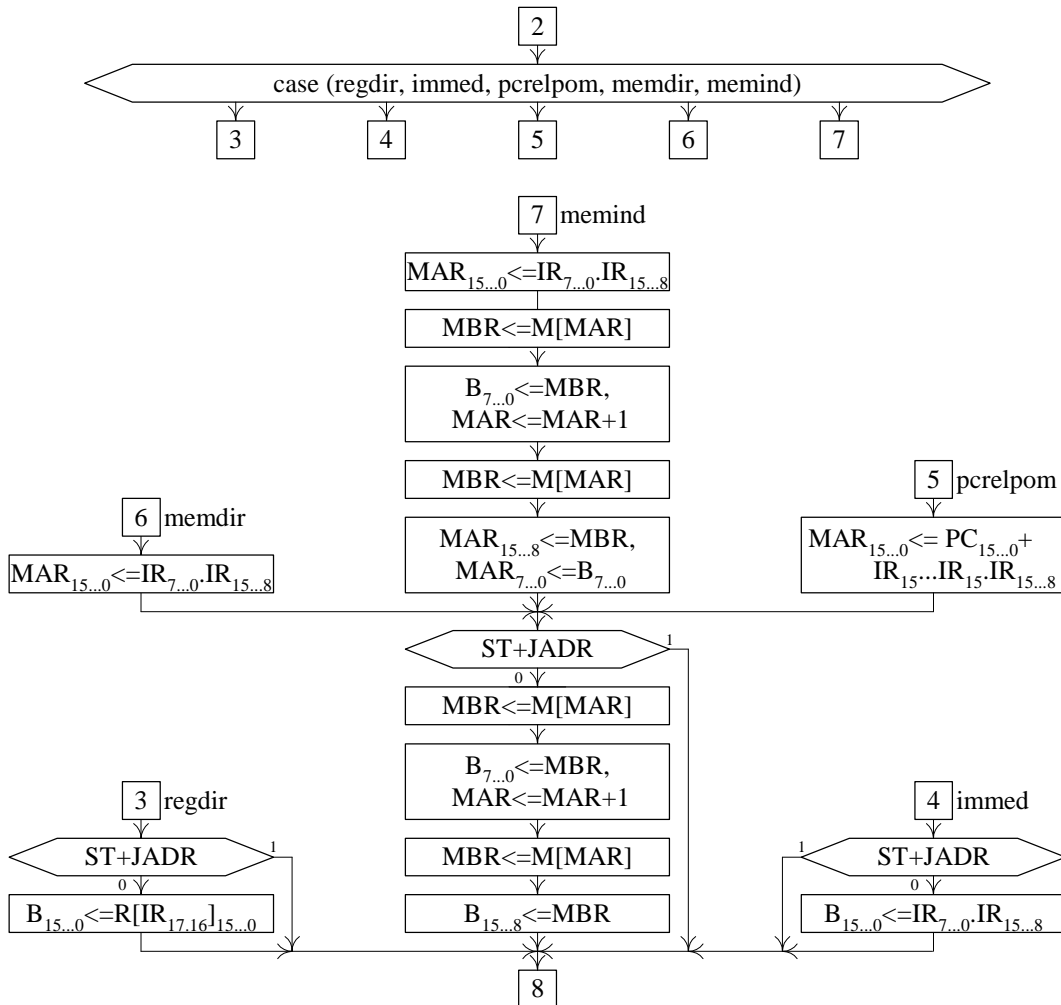 2
case (regdir, immed, pcrelpom, memdir, memind)
3 4 5 6 7
7 memind
MAR15...0<=IR7...0.IR15...8
MBR<=M[MAR]
B7...0<=MBR,
MAR<=MAR+1
MBR<=M[MAR]
MAR15...8<=MBR,
MAR7...0<=B7...0
6 memdir
MAR15...0<=IR7...0.IR15...8
5 pcrelpom
MAR15...0<= PC15...0+
IR15...IR15.IR15...8
ST+JADR 1
0
MBR<=M[MAR]
B7...0<=MBR,
MAR<=MAR+1
MBR<=M[MAR]
B15...8<=MBR
3 regdir
ST+JADR 1
0
B15...0<=R[IR17.16]15...0
4 immed
1 ST+JADR
0
B15...0<=IR7...0.IR15...8
8